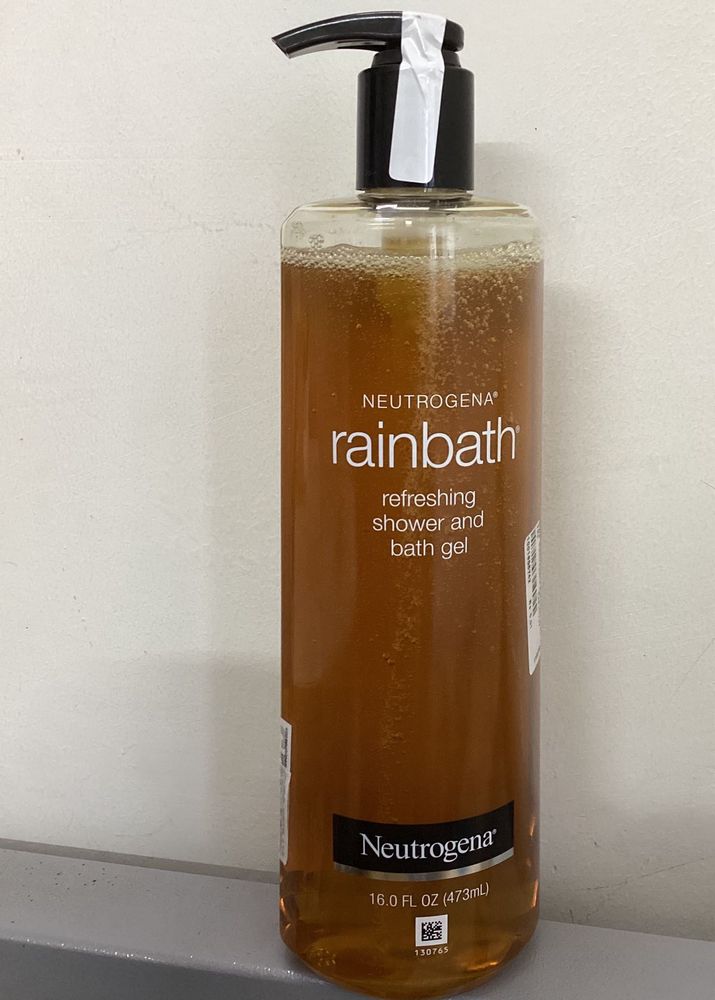 NEUTROGENA®
rainbath®
refreshing
shower and
bath gel
Neutrogena®
16.0 FL OZ (473mL)
130765